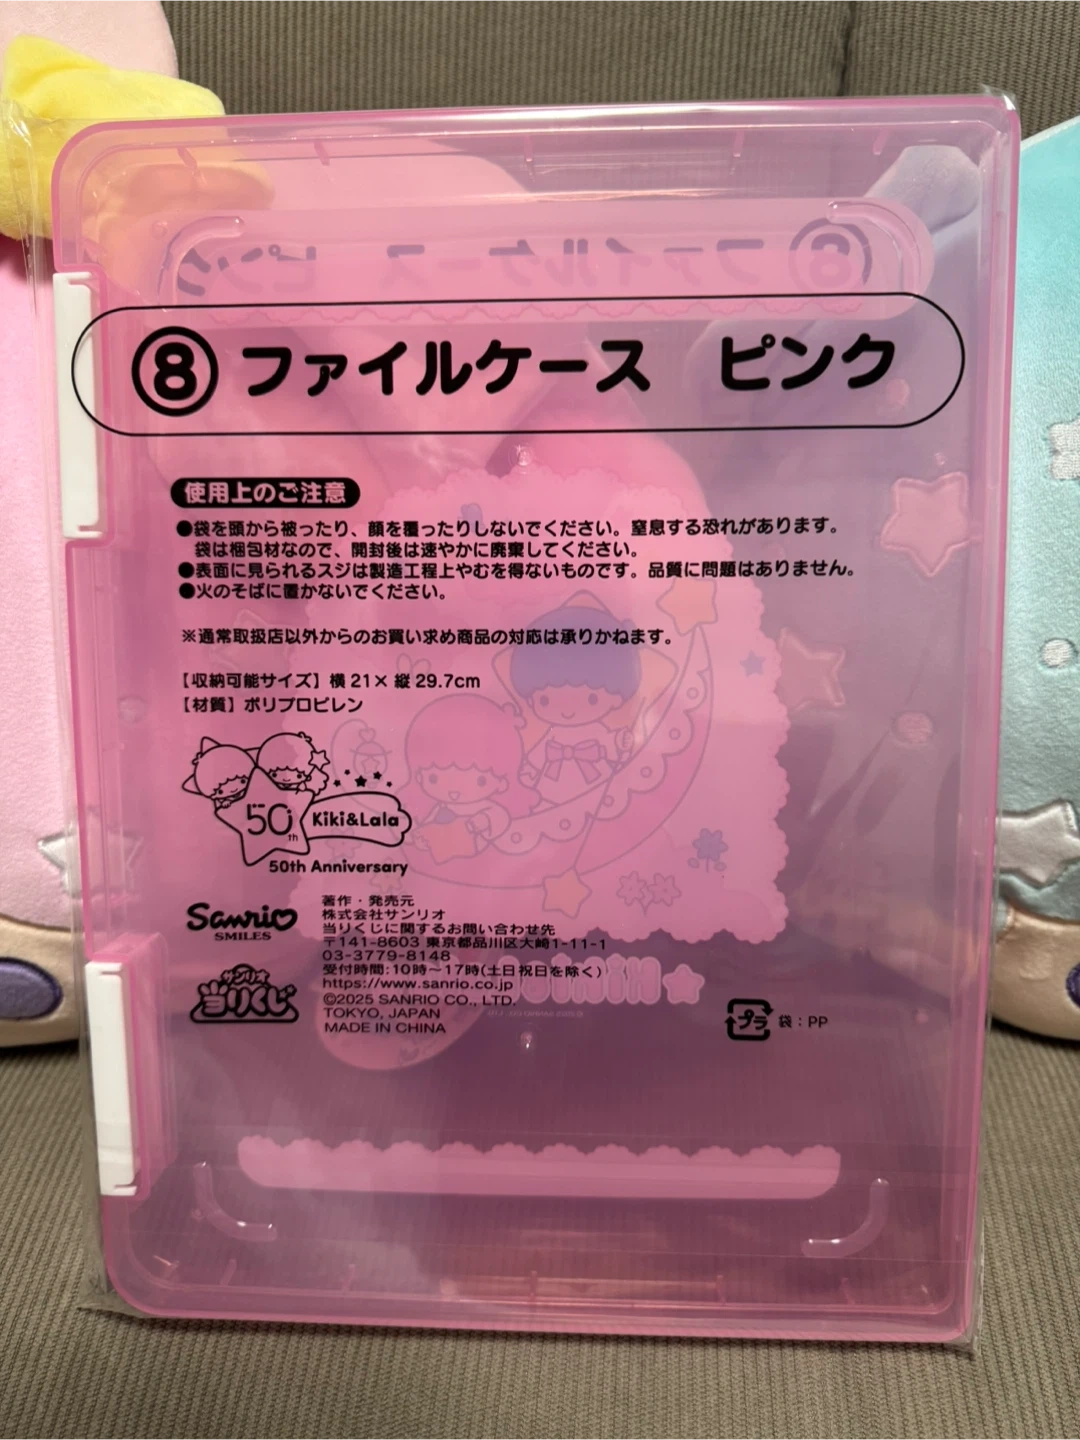 ⑧ファイルケース　ピンク
使用上のご注意
●袋を頭から被ったり、顔を覆ったりしないでください。窒息する恐れがあります。
袋は梱包材なので、開封後は速やかに廃棄してください。
●表面に見られるスジは製造工程上やむを得ないものです。品質に問題はありません。
●火のそばに置かないでください。
※通常取扱店以外からのお買い求め商品の対応は承りかねます。
【収納可能サイズ】横21×縦29.7cm
【材質】ポリプロピレン
50th
Kiki&Lala
50th Anniversary
Sanrio
SMILES
サンリオ
当りくじ
著作・発売元
株式会社サンリオ
当りくじに関するお問い合わせ先
〒141-8603 東京都品川区大崎1-11-1
03-3779-8148
受付時間:10時〜17時(土日祝日を除く)
https://www.sanrio.co.jp
©2025 SANRIO CO., LTD.
TOKYO, JAPAN
MADE IN CHINA
プラ 袋：PP